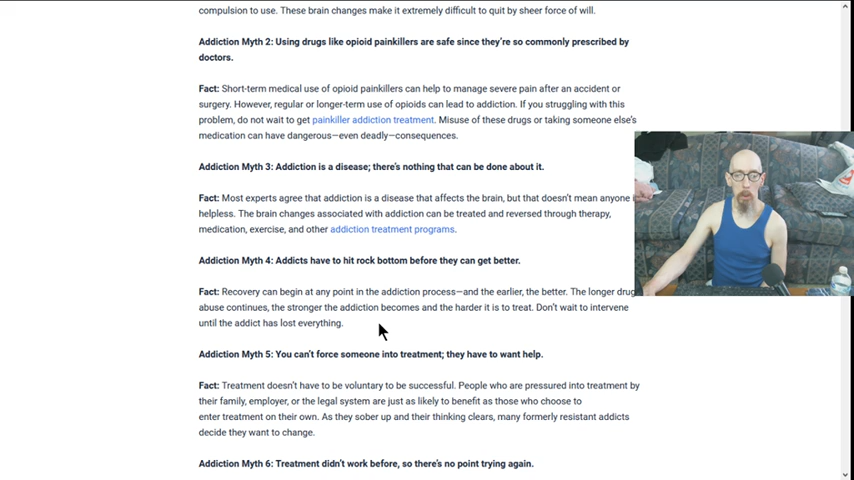 compulsion to use. These brain changes make it extremely difficult to quit by sheer force of will.
Addiction Myth 2: Using drugs like opioid painkillers are safe since they're so commonly prescribed by
doctors.
Fact: Short-term medical use of opioid painkillers can help to manage severe pain after an accident or
surgery. However, regular or longer-term use of opioids can lead to addiction. If you struggling with this
problem, do not wait to get painkiller addiction treatment. Misuse of these drugs or taking someone else's
medication can have dangerous—even deadly—consequences.
Addiction Myth 3: Addiction is a disease; there's nothing that can be done about it.
Fact: Most experts agree that addiction is a disease that affects the brain, but that doesn't mean anyone
helpless. The brain changes associated with addiction can be treated and reversed through therapy,
medication, exercise, and other addiction treatment programs.
Addiction Myth 4: Addicts have to hit rock bottom before they can get better.
Fact: Recovery can begin at any point in the addiction process—and the earlier, the better. The longer drug
abuse continues, the stronger the addiction becomes and the harder it is to treat. Don't wait to intervene
until the addict has lost everything.
Addiction Myth 5: You can't force someone into treatment; they have to want help.
Fact: Treatment doesn't have to be voluntary to be successful. People who are pressured into treatment by
their family, employer, or the legal system are just as likely to benefit as those who choose to
enter treatment on their own. As they sober up and their thinking clears, many formerly resistant addicts
decide they want to change.
Addiction Myth 6: Treatment didn't work before, so there's no point trying again.